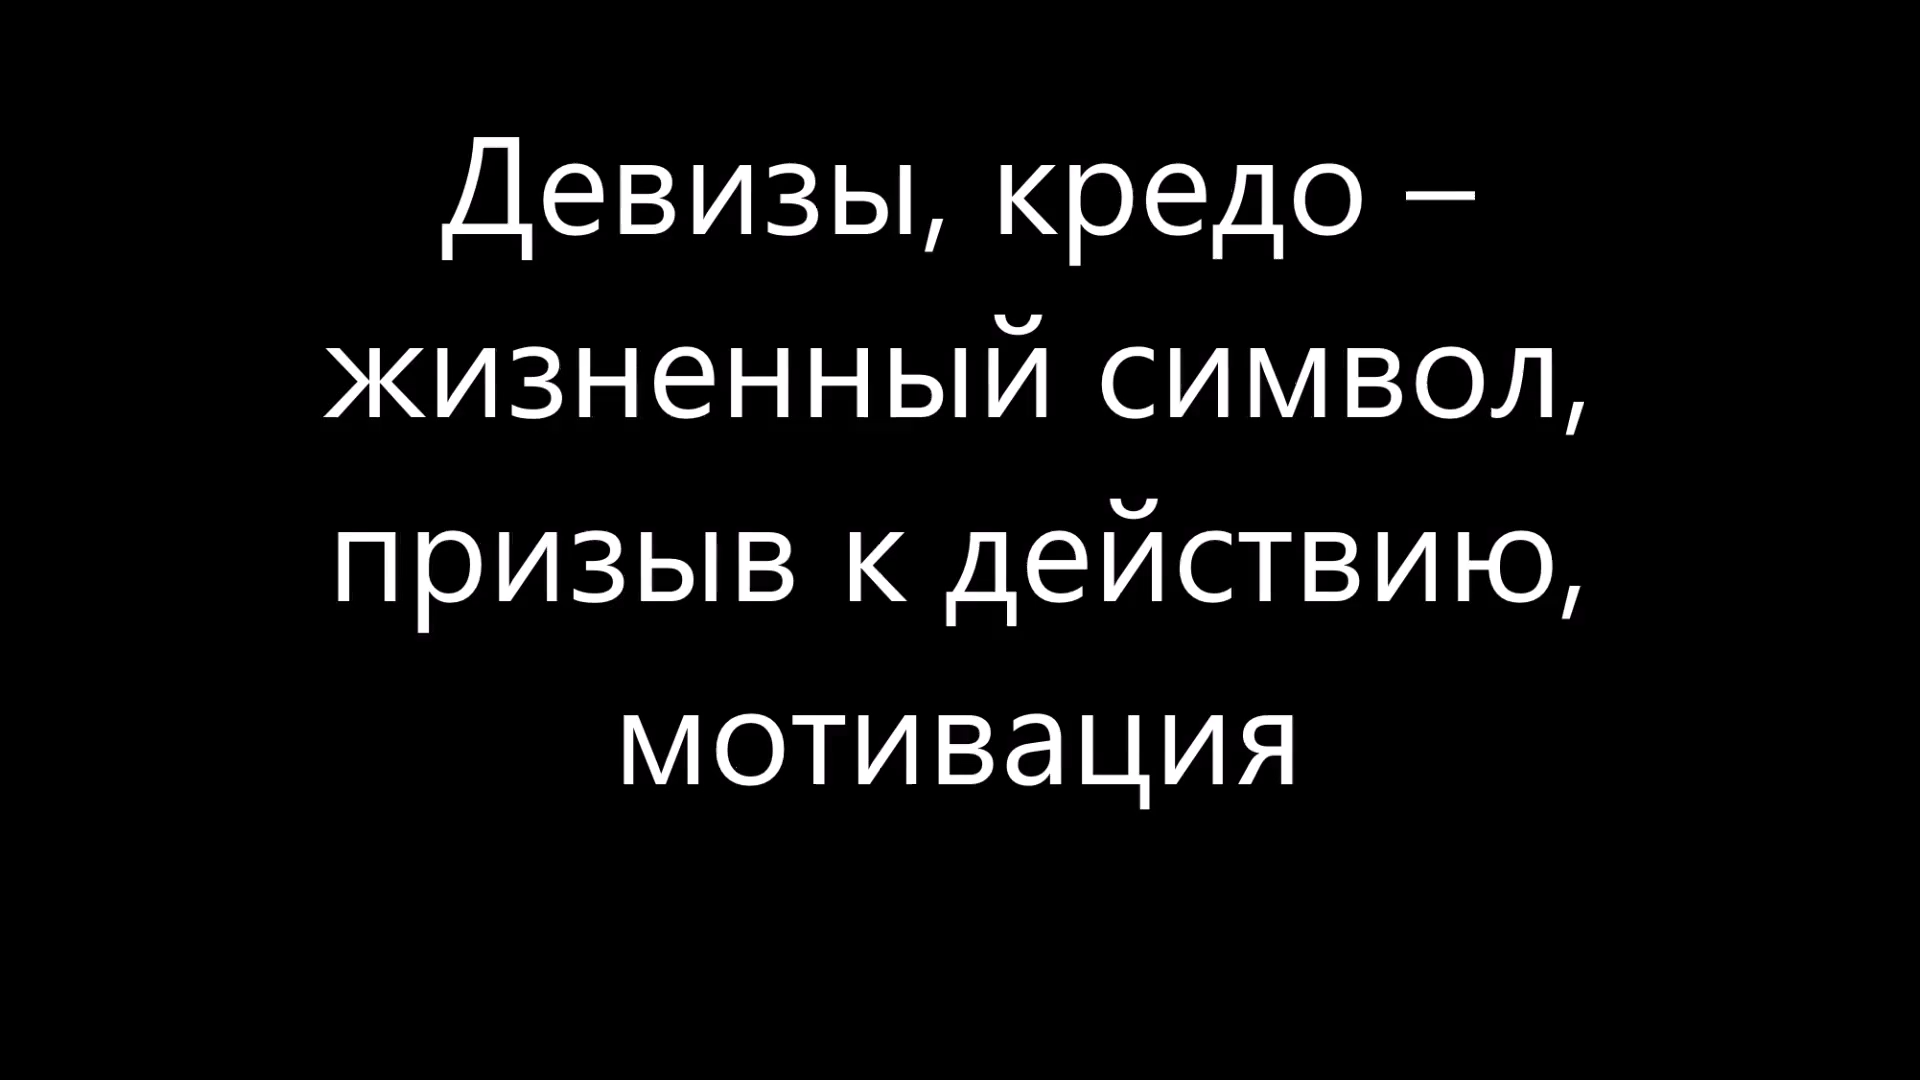 Девизы, кредо –
жизненный символ,
призыв к действию,
мотивация